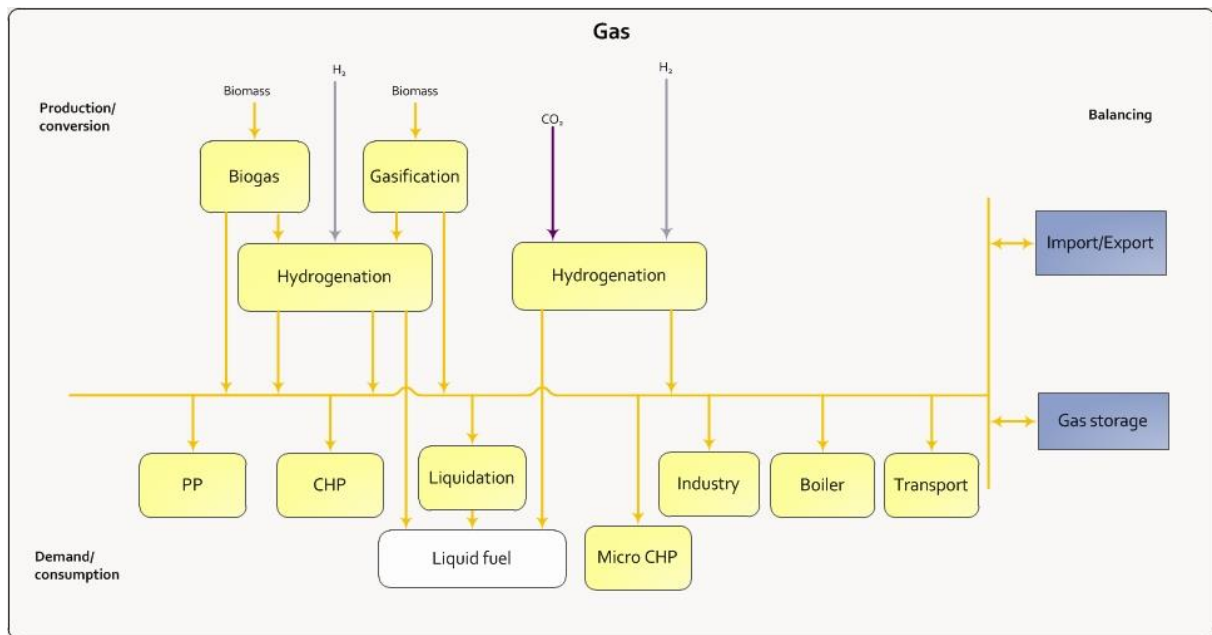 Gas
H₂
H₂
Production/
conversion
Biomass
Biomass
CO₂
Balancing
Biogas
Gasification
Import/Export
Hydrogenation
Hydrogenation
Gas storage
PP
CHP
Liquidation
Industry
Boiler
Transport
Demand/
consumption
Liquid fuel
Micro CHP